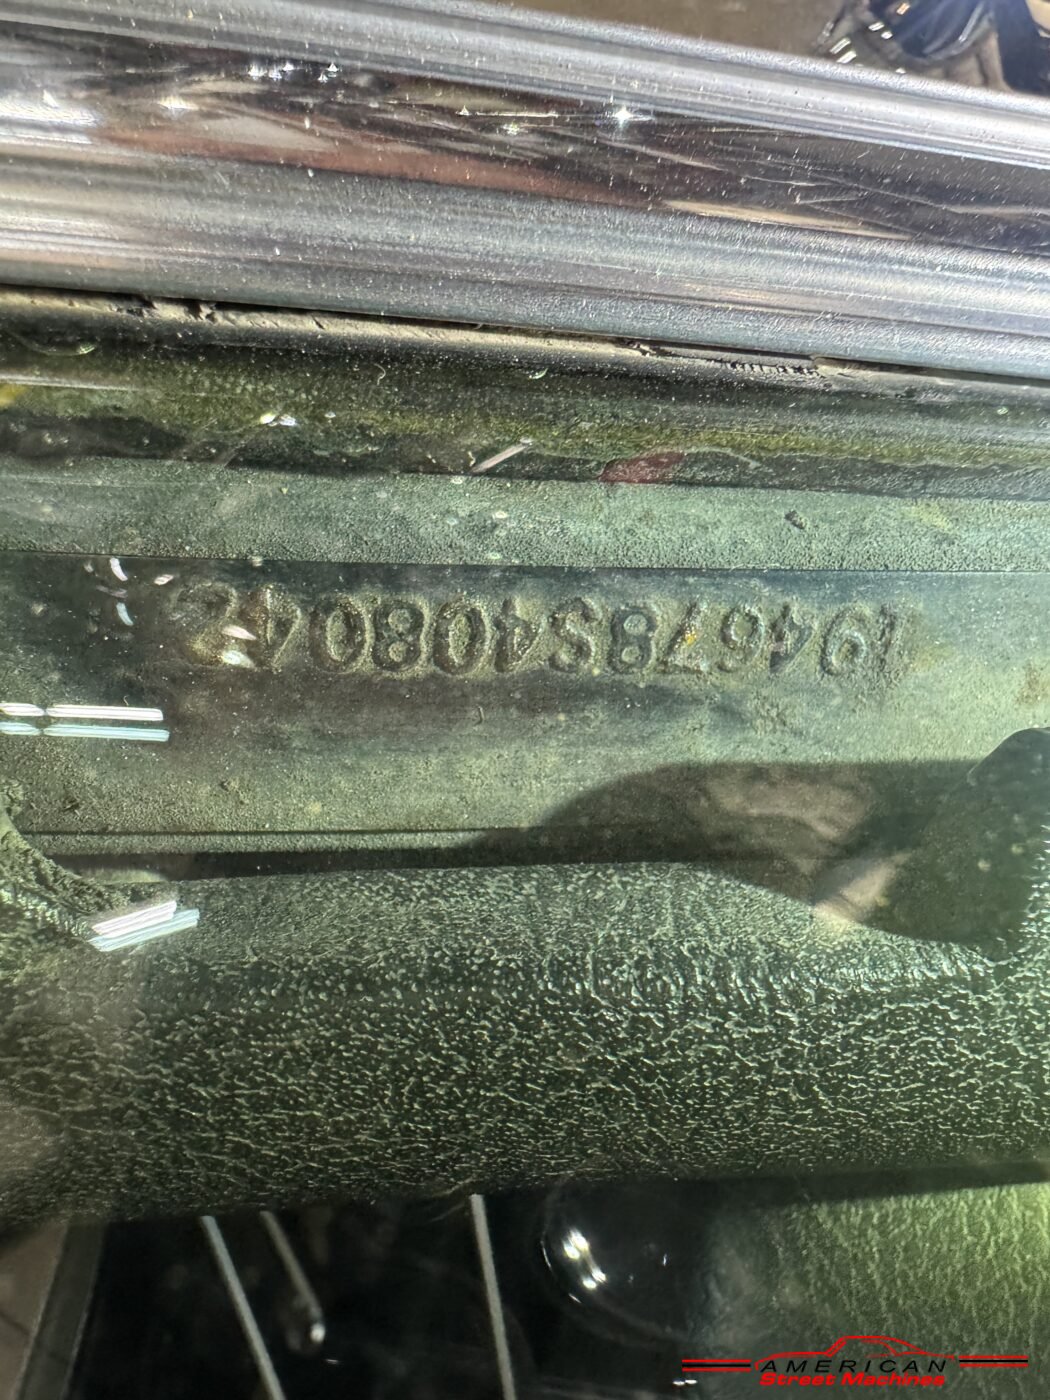 194678S408042
AMERICAN
Street Machines